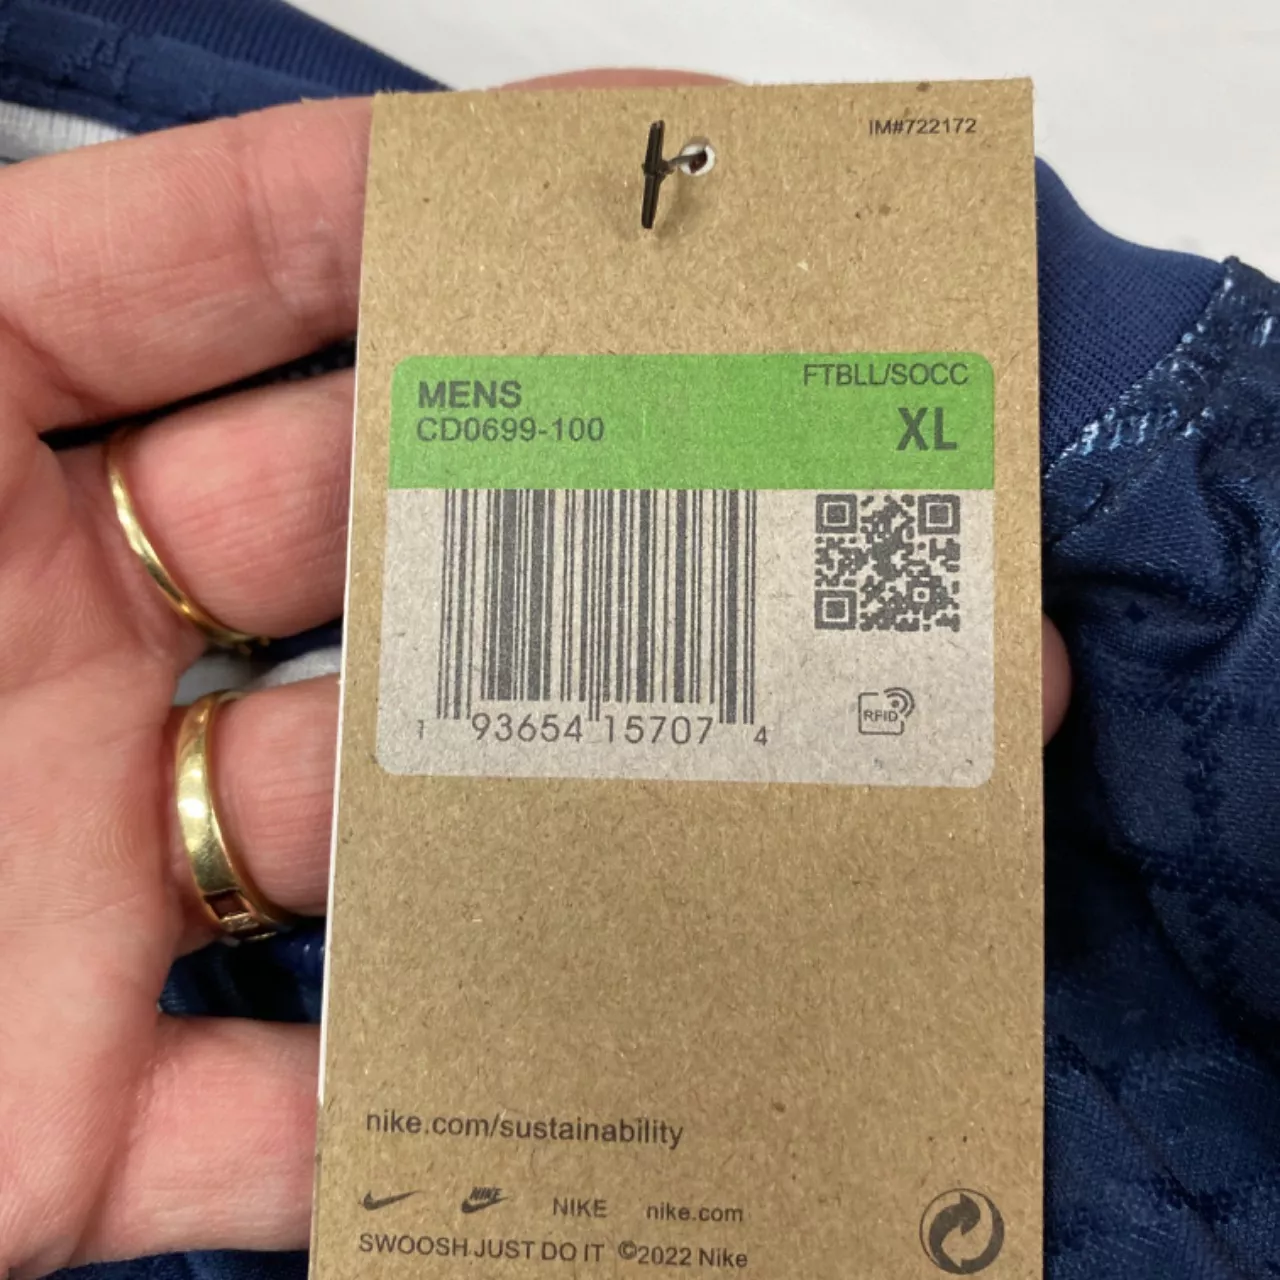 IM#722172
FTBLL/SOCC
MENS
CD0699-100
XL
1 93654 15707 4
RFID
nike.com/sustainability
NIKE NIKE nike.com
SWOOSH JUST DO IT ©2022 Nike